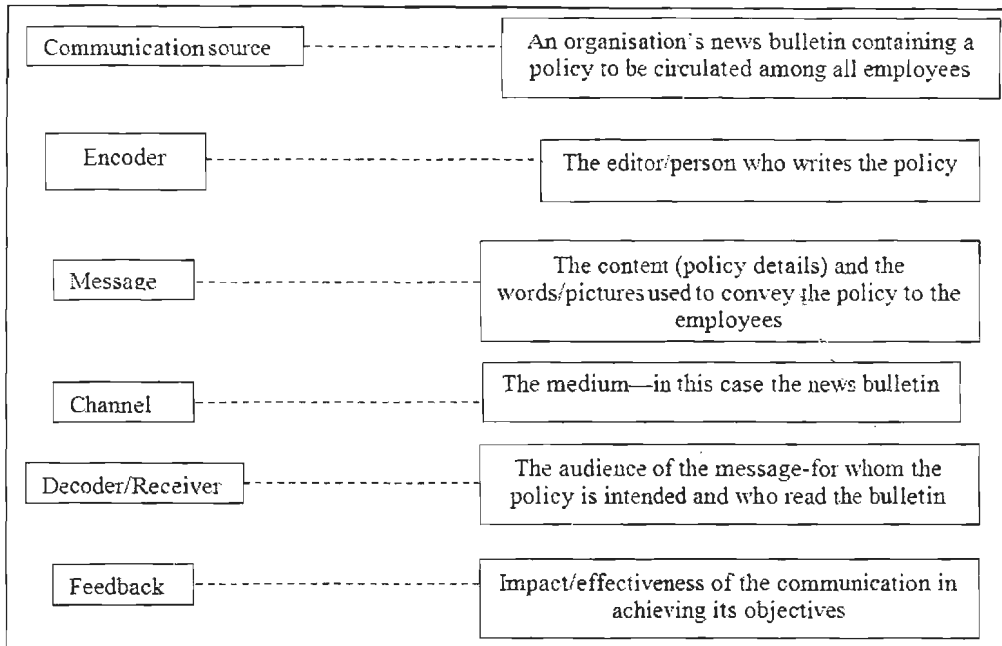 Communication source
An organisation's news bulletin containing a
policy to be circulated among all employees
Encoder
The editor/person who writes the policy
Message
The content (policy details) and the
words/pictures used to convey the policy to the
employees
Channel
The medium—in this case the news bulletin
Decoder/Receiver
The audience of the message-for whom the
policy is intended and who read the bulletin
Feedback
Impact/effectiveness of the communication in
achieving its objectives